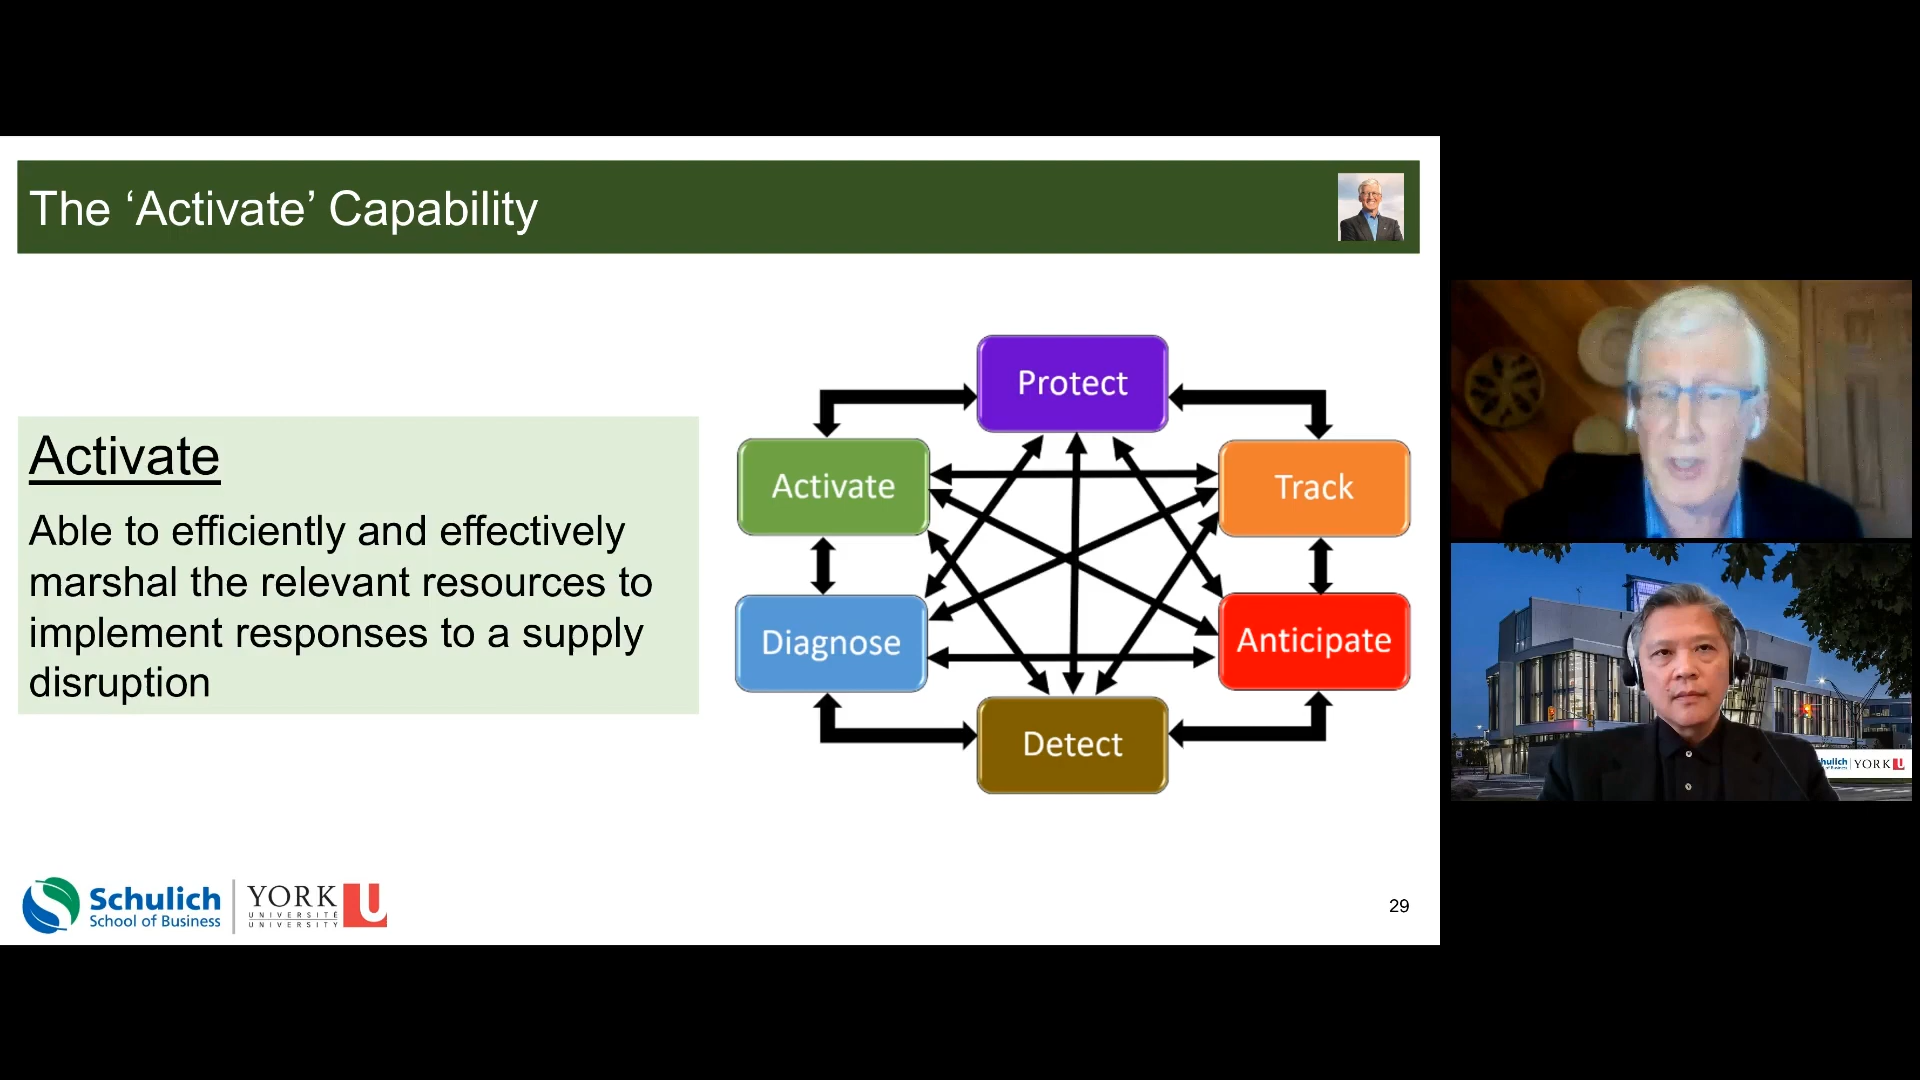 The ‘Activate’ Capability
Activate
Able to efficiently and effectively
marshal the relevant resources to
implement responses to a supply
disruption
Protect
Activate
Track
Diagnose
Anticipate
Detect
Schulich
School of Business
YORK
UNIVERSITÉ
UNIVERSITY
U
29
YORK U